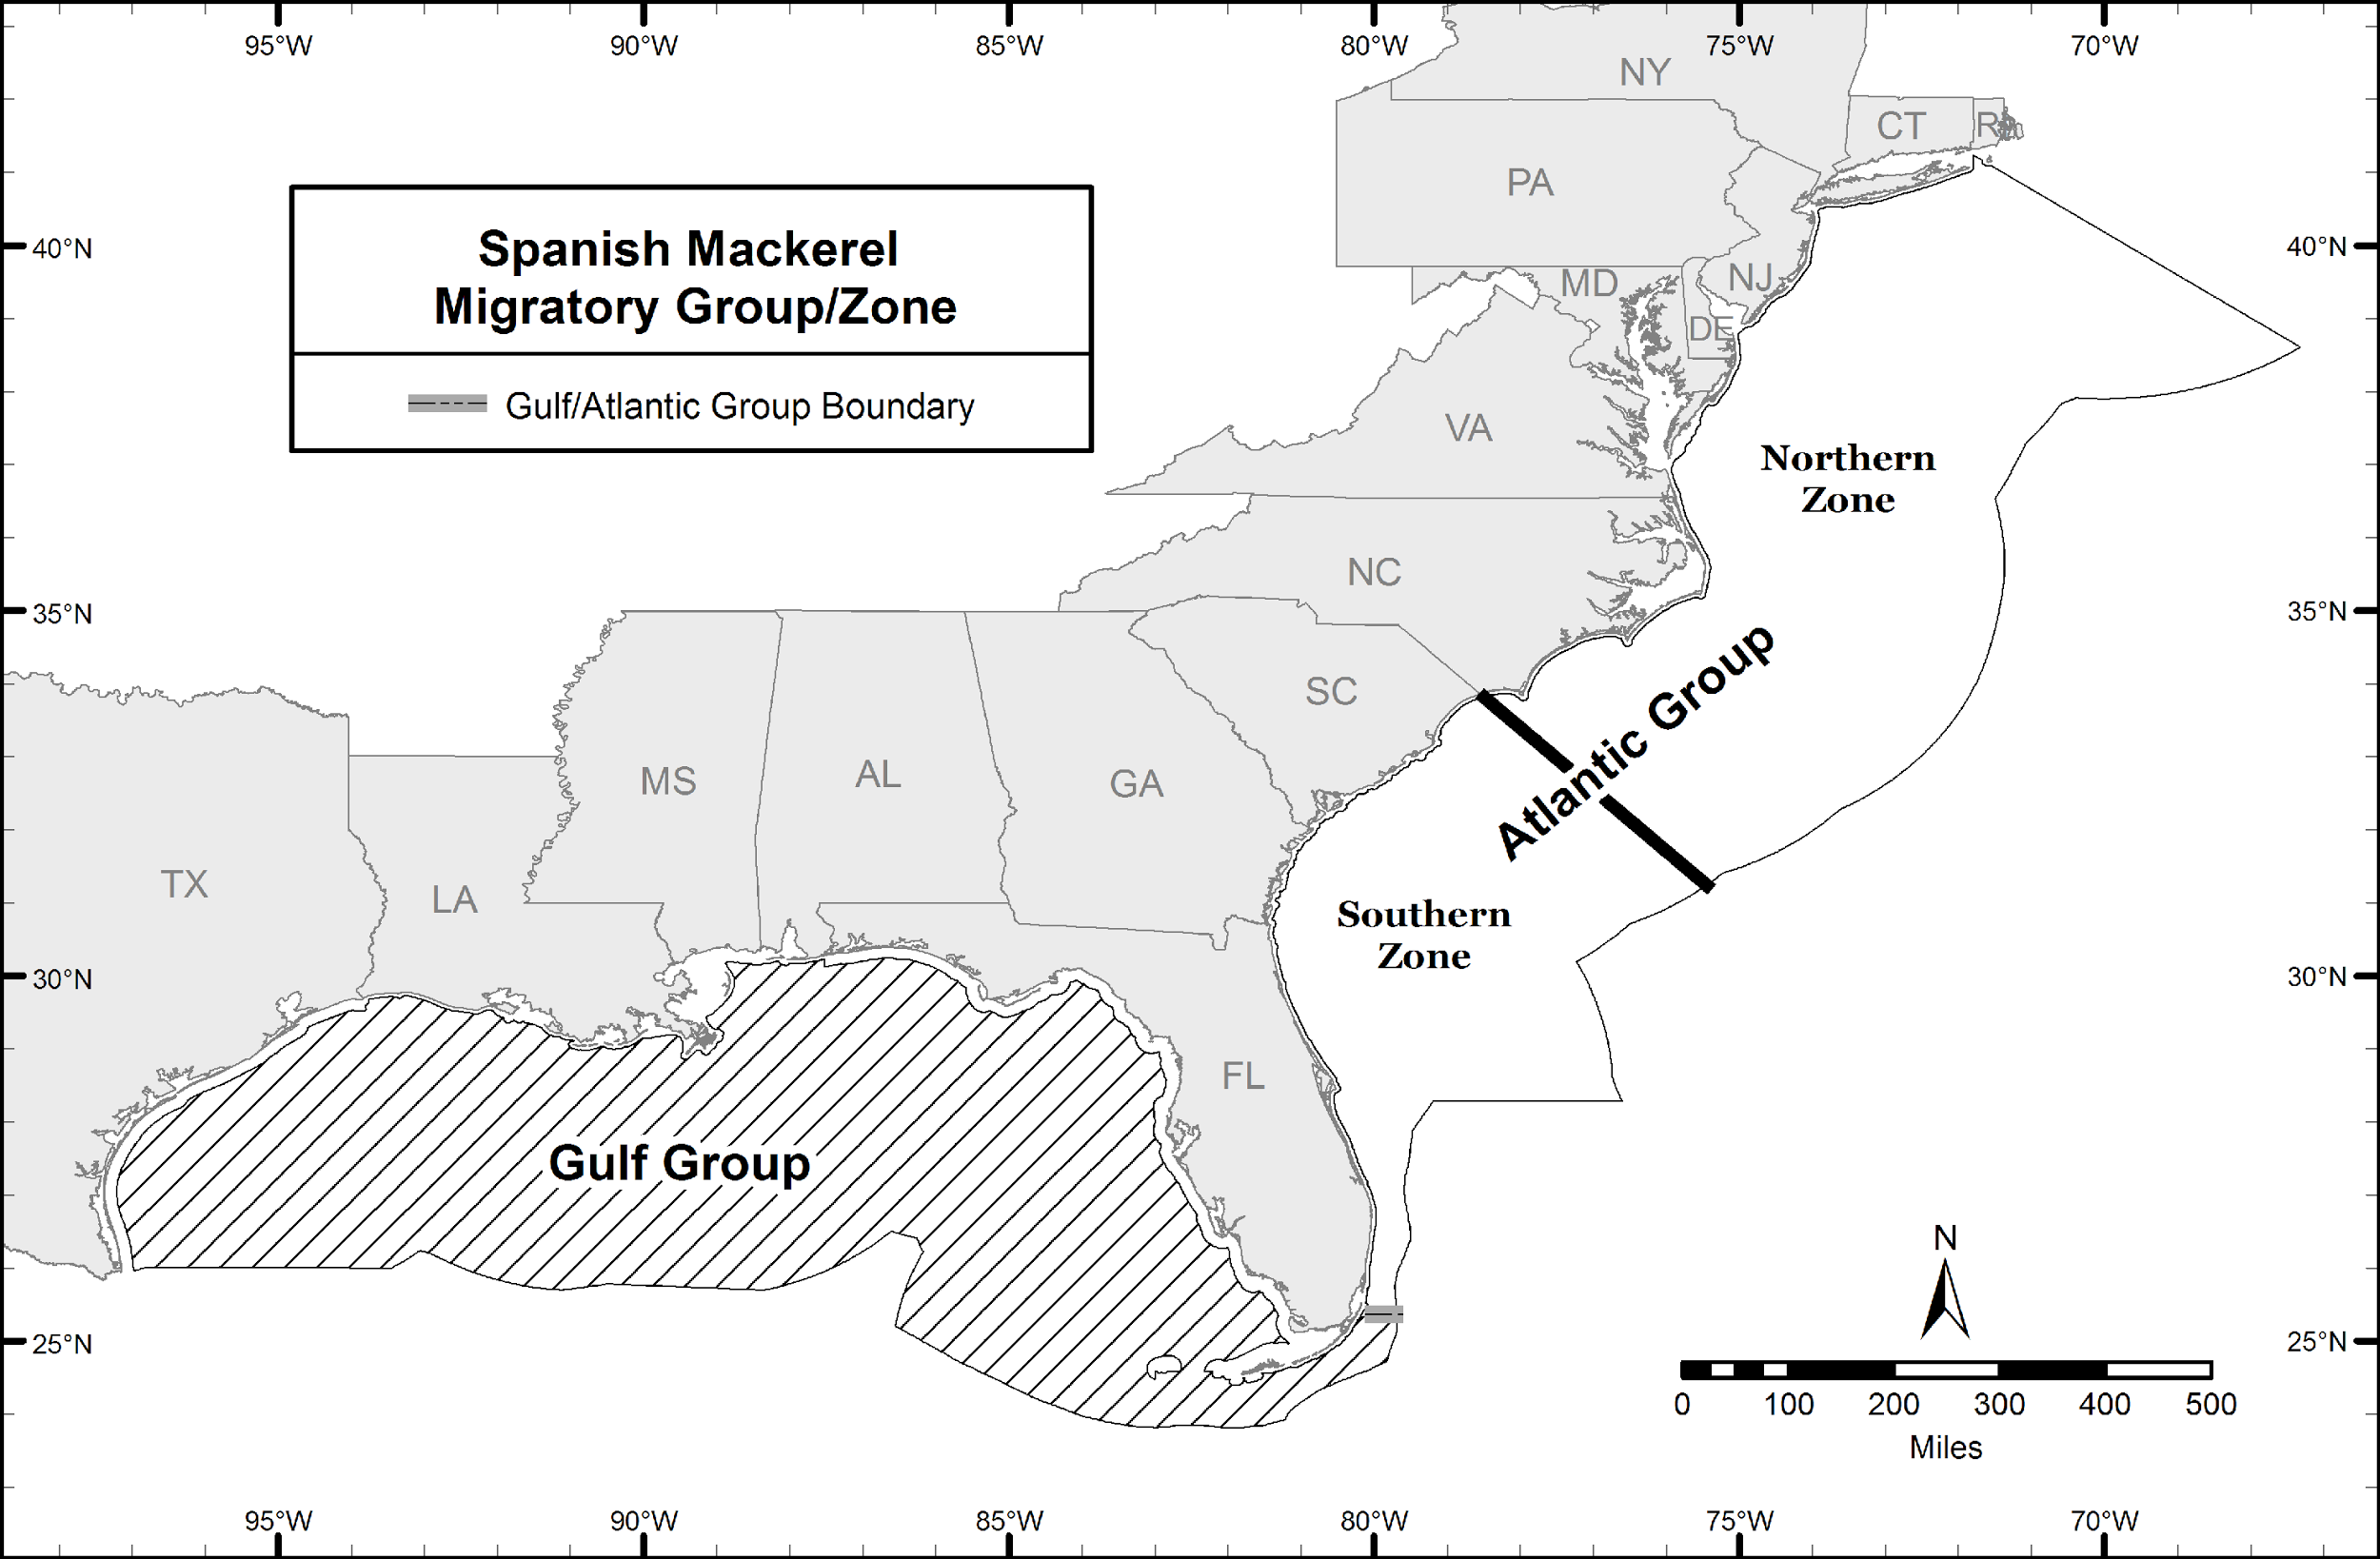 95°W 90°W 85°W 80°W 75°W 70°W
NY
CT
PA
40°N
40°N
Spanish Mackerel
Migratory Group/Zone
Gulf/Atlantic Group Boundary
MD
NJ
DE
VA
Northern
Zone
NC
35°N
35°N
SC
Atlantic Group
MS
AL
GA
TX
LA
Southern
Zone
30°N
30°N
FL
Gulf Group
N
25°N
25°N
0 100 200 300 400 500
Miles
95°W 90°W 85°W 80°W 75°W 70°W